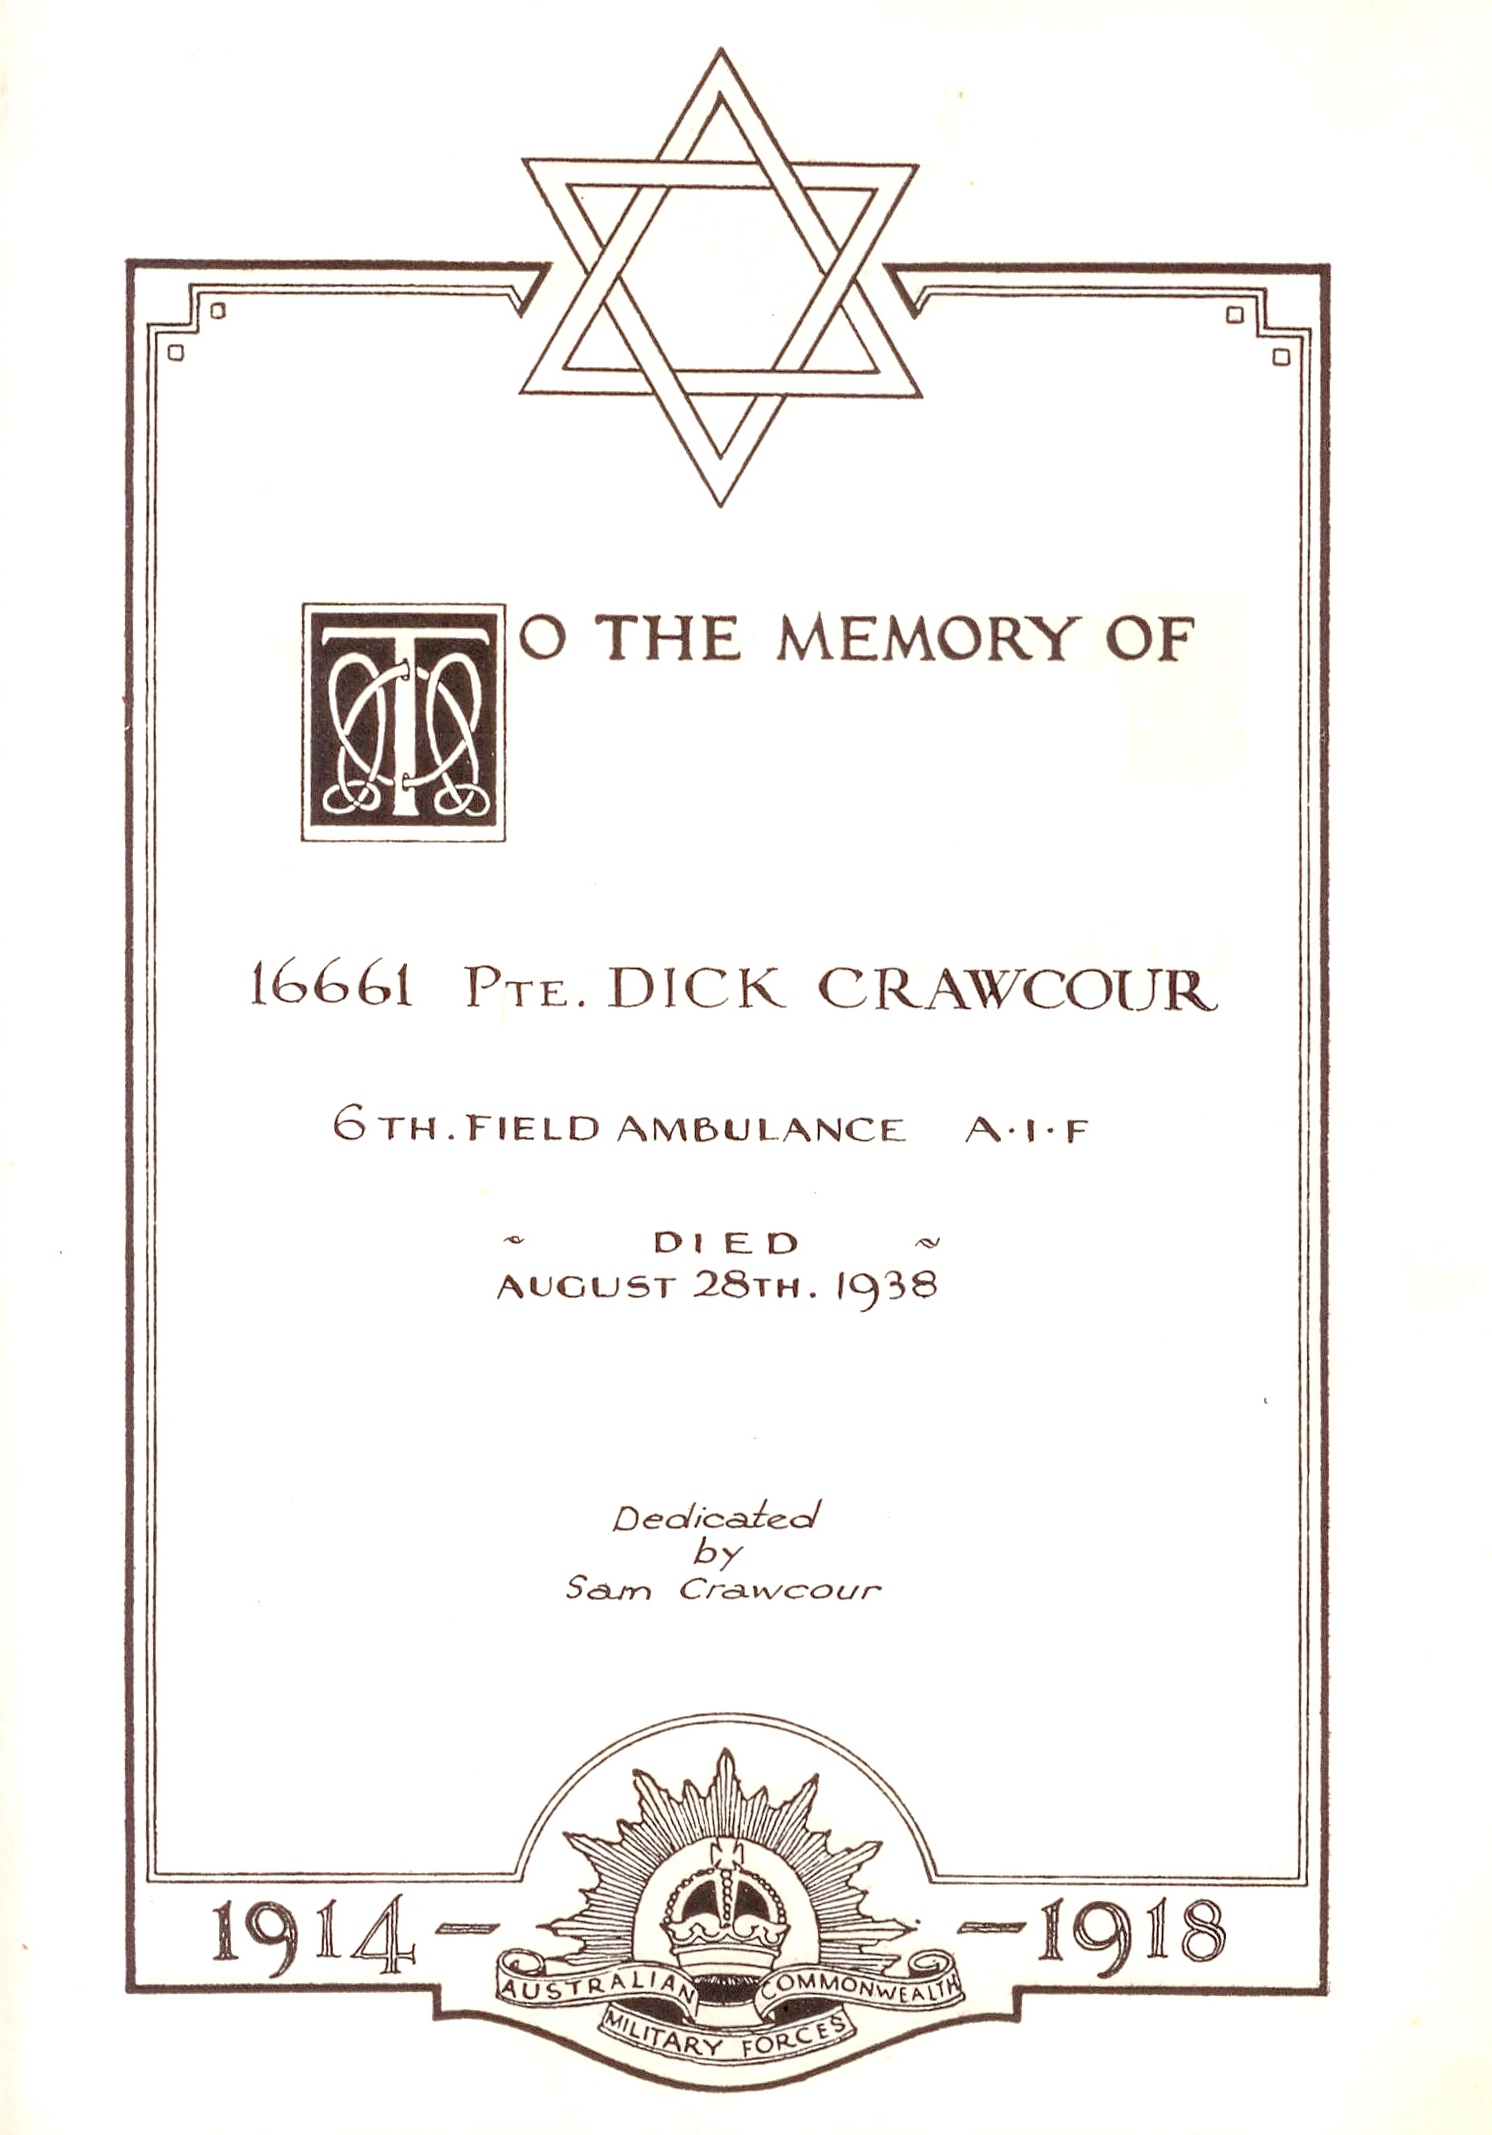 TO THE MEMORY OF
16661 PTE. DICK CRAWCOUR
6TH. FIELD AMBULANCE A·I·F
~ DIED ~
AUGUST 28TH. 1938
Dedicated
by
Sam Crawcour
1914 – – 1918
AUSTRALIAN COMMONWEALTH
MILITARY FORCES